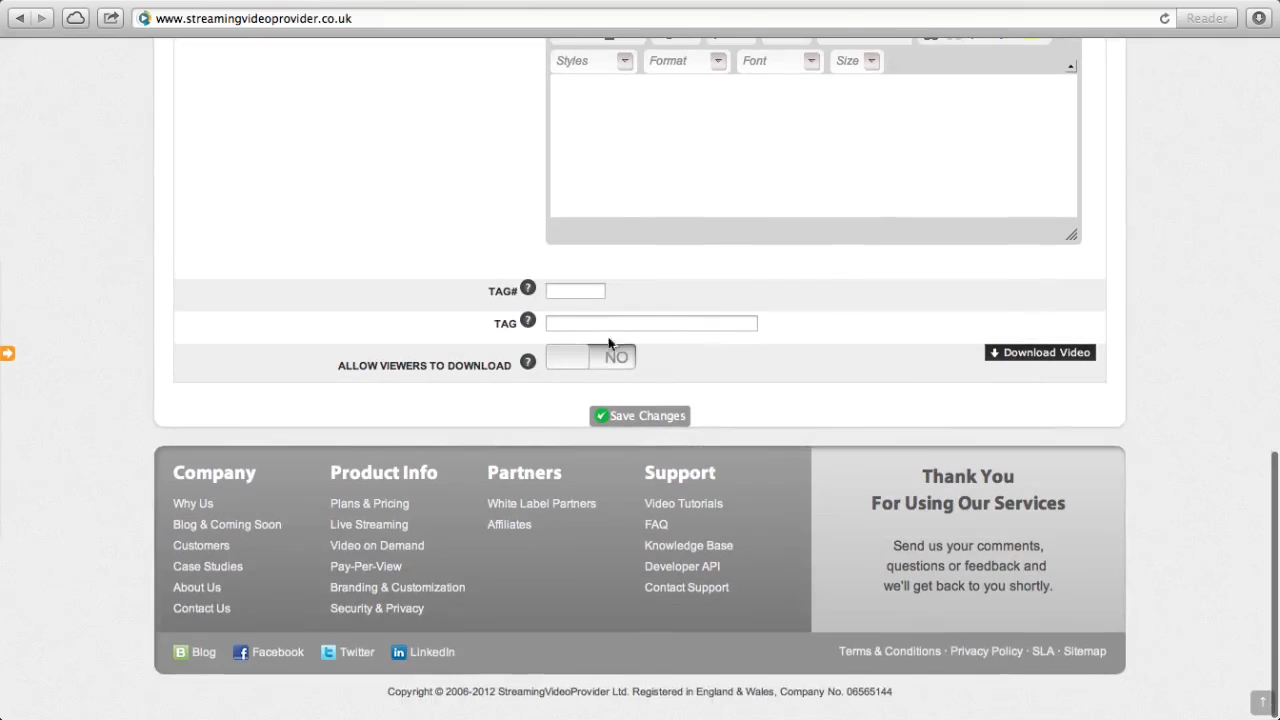 www.streamingvideoprovider.co.uk
Reader
Styles
Format
Font
Size
TAG#
TAG
ALLOW VIEWERS TO DOWNLOAD
NO
Download Video
Save Changes
Company
Why Us
Blog & Coming Soon
Customers
Case Studies
About Us
Contact Us
Product Info
Plans & Pricing
Live Streaming
Video on Demand
Pay-Per-View
Branding & Customization
Security & Privacy
Partners
White Label Partners
Affiliates
Support
Video Tutorials
FAQ
Knowledge Base
Developer API
Contact Support
Thank You
For Using Our Services
Send us your comments,
questions or feedback and
we'll get back to you shortly.
Blog
Facebook
Twitter
LinkedIn
Terms & Conditions · Privacy Policy · SLA · Sitemap
Copyright © 2006-2012 StreamingVideoProvider Ltd. Registered in England & Wales, Company No. 06565144